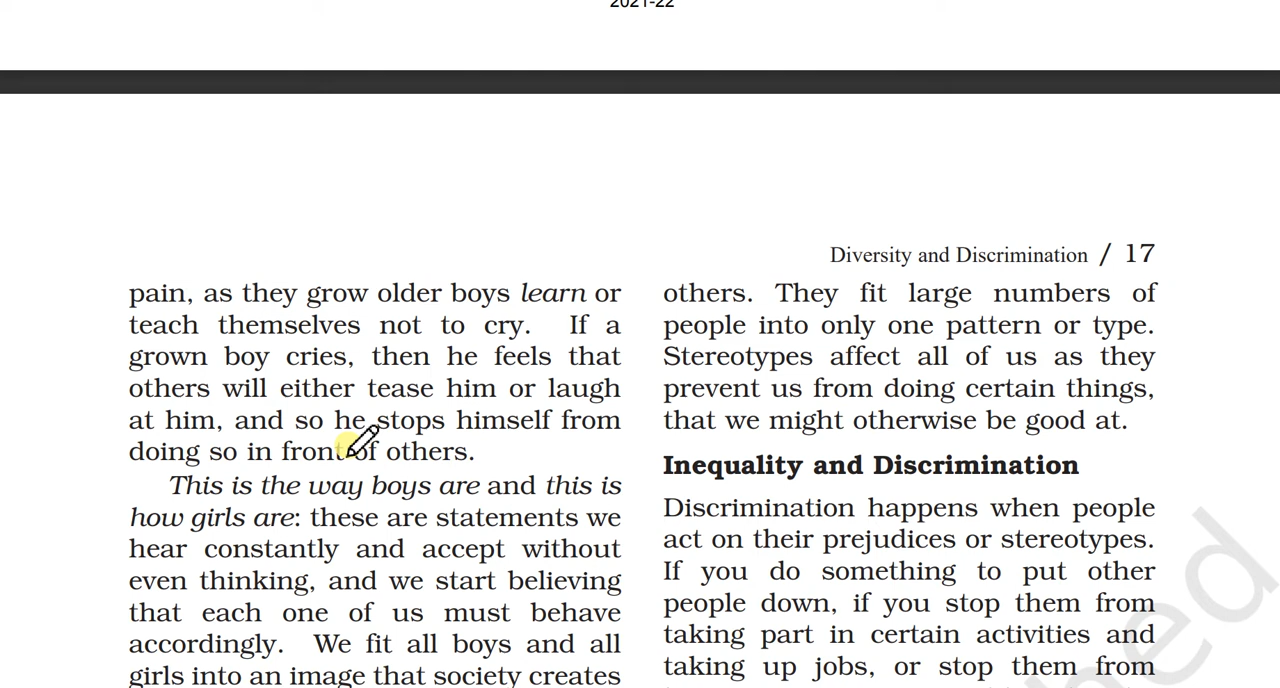 2021-22
Diversity and Discrimination / 17
pain, as they grow older boys learn or
teach themselves not to cry. If a
grown boy cries, then he feels that
others will either tease him or laugh
at him, and so he stops himself from
doing so in front of others.
This is the way boys are and this is
how girls are: these are statements we
hear constantly and accept without
even thinking, and we start believing
that each one of us must behave
accordingly. We fit all boys and all
girls into an image that society creates
others. They fit large numbers of
people into only one pattern or type.
Stereotypes affect all of us as they
prevent us from doing certain things,
that we might otherwise be good at.
Inequality and Discrimination
Discrimination happens when people
act on their prejudices or stereotypes.
If you do something to put other
people down, if you stop them from
taking part in certain activities and
taking up jobs, or stop them from